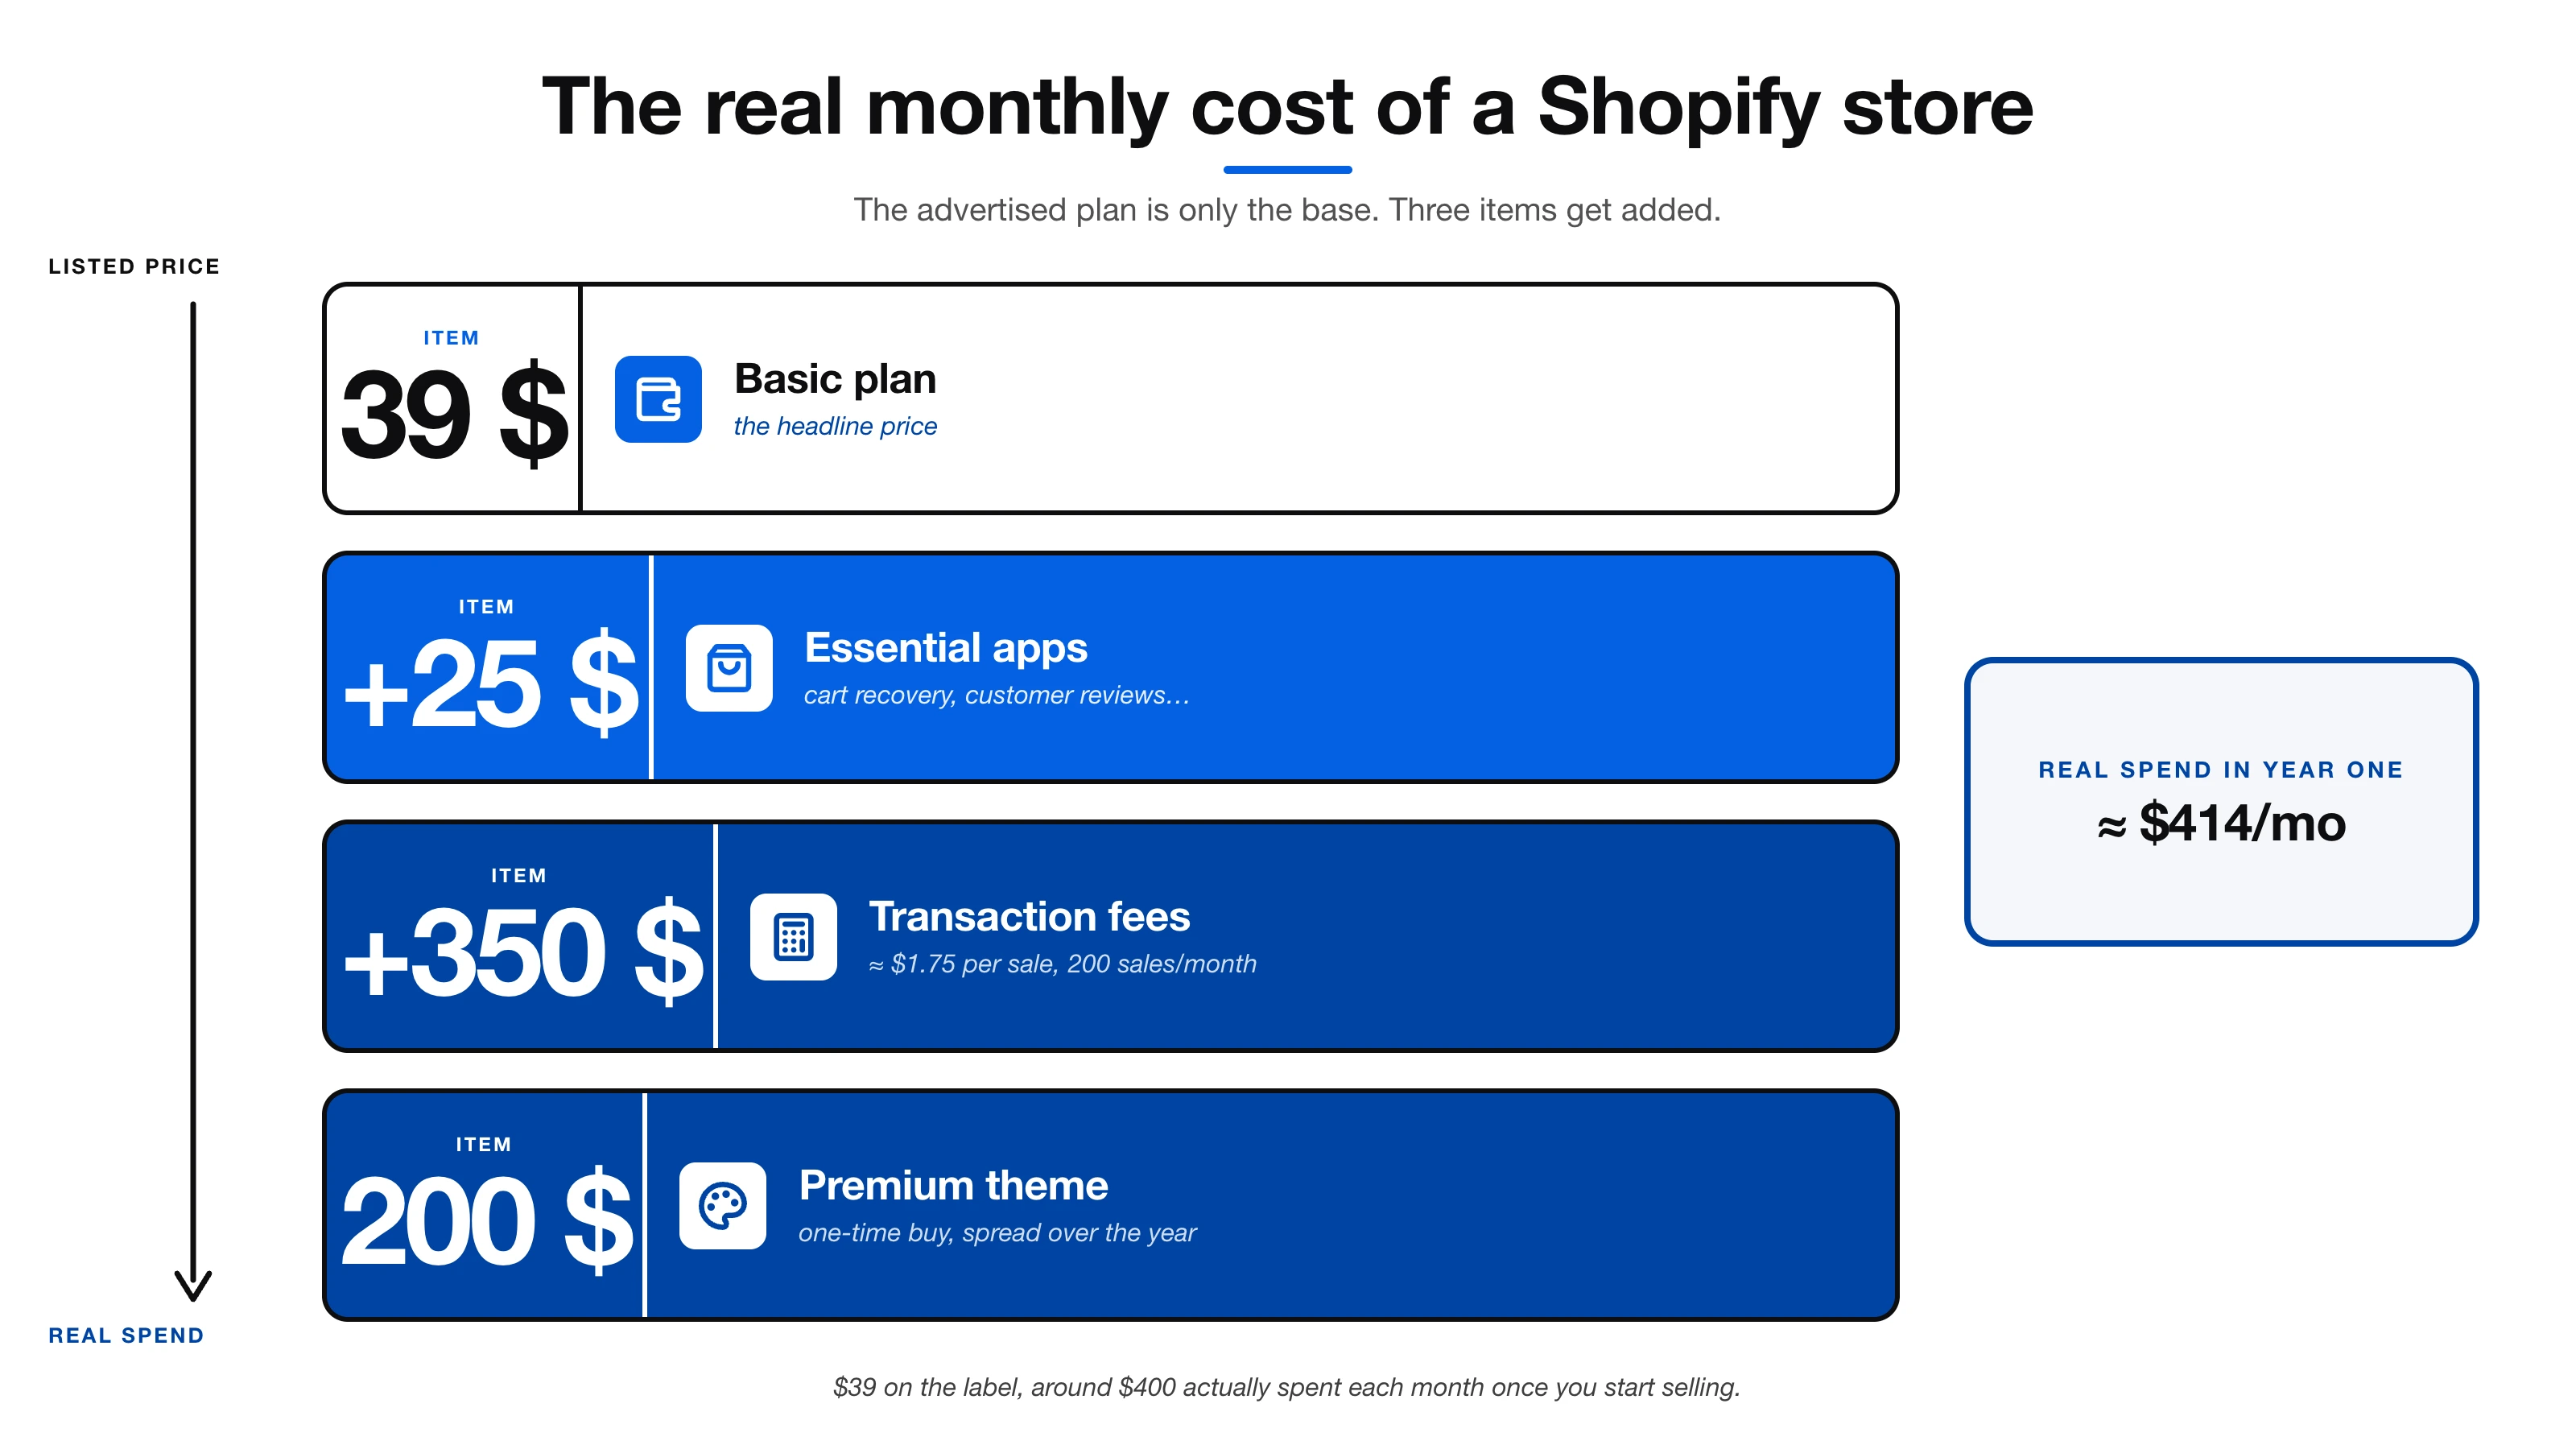 The real monthly cost of a Shopify store
The advertised plan is only the base. Three items get added.
LISTED PRICE
ITEM
39 $
Basic plan
the headline price
ITEM
+25 $
Essential apps
cart recovery, customer reviews…
ITEM
+350 $
Transaction fees
≈ $1.75 per sale, 200 sales/month
ITEM
200 $
Premium theme
one-time buy, spread over the year
REAL SPEND
REAL SPEND IN YEAR ONE
≈ $414/mo
$39 on the label, around $400 actually spent each month once you start selling.